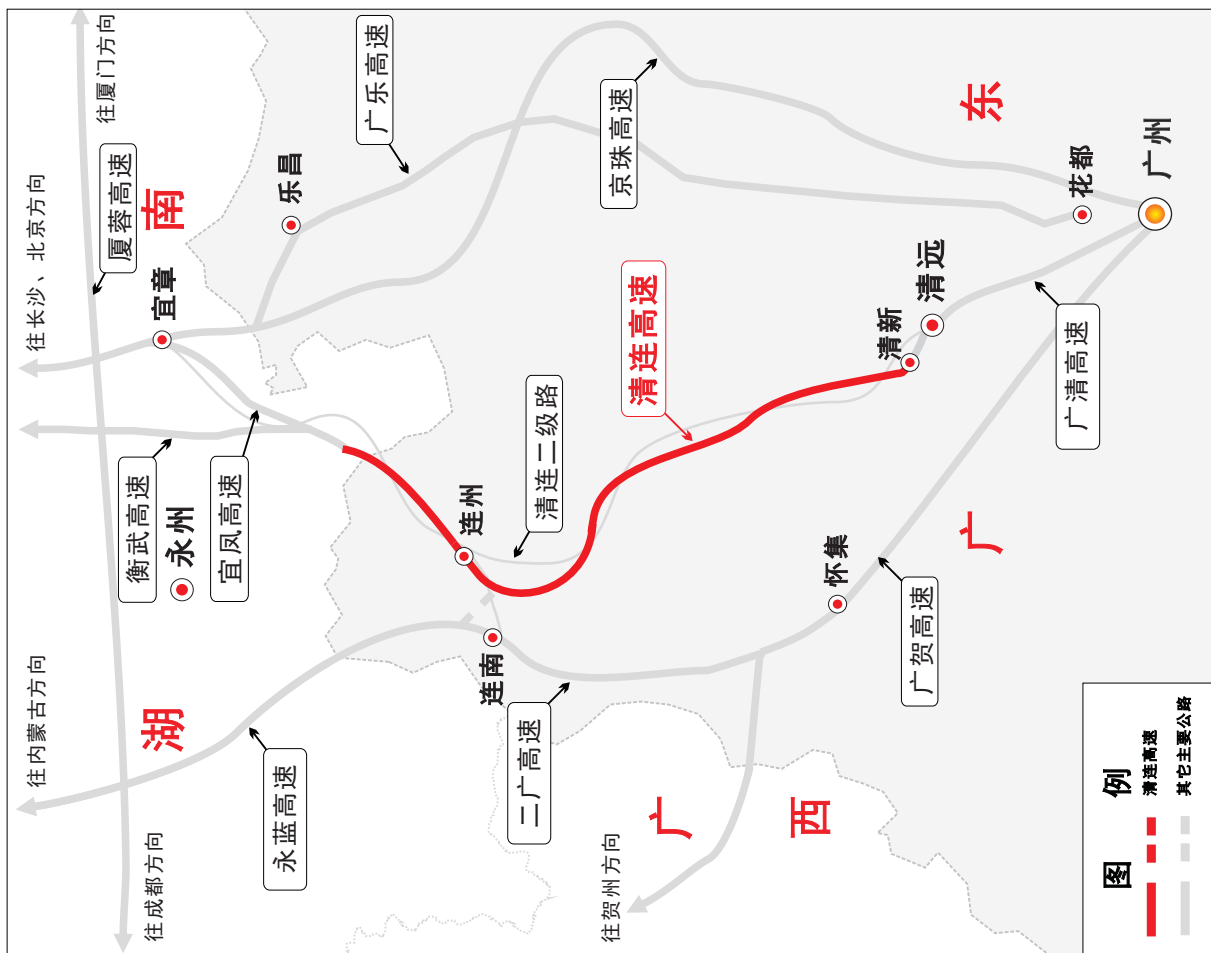 往厦门方向
往长沙、北京方向
往内蒙古方向
往成都方向
往贺州方向
厦蓉高速
广乐高速
京珠高速
衡武高速
宜凤高速
清连二级路
清连高速
广清高速
永蓝高速
二广高速
广贺高速
湖
南
广
东
广
西
宜章
乐昌
永州
连州
连南
怀集
清新
清远
花都
广州
图 例
清连高速
其它主要公路